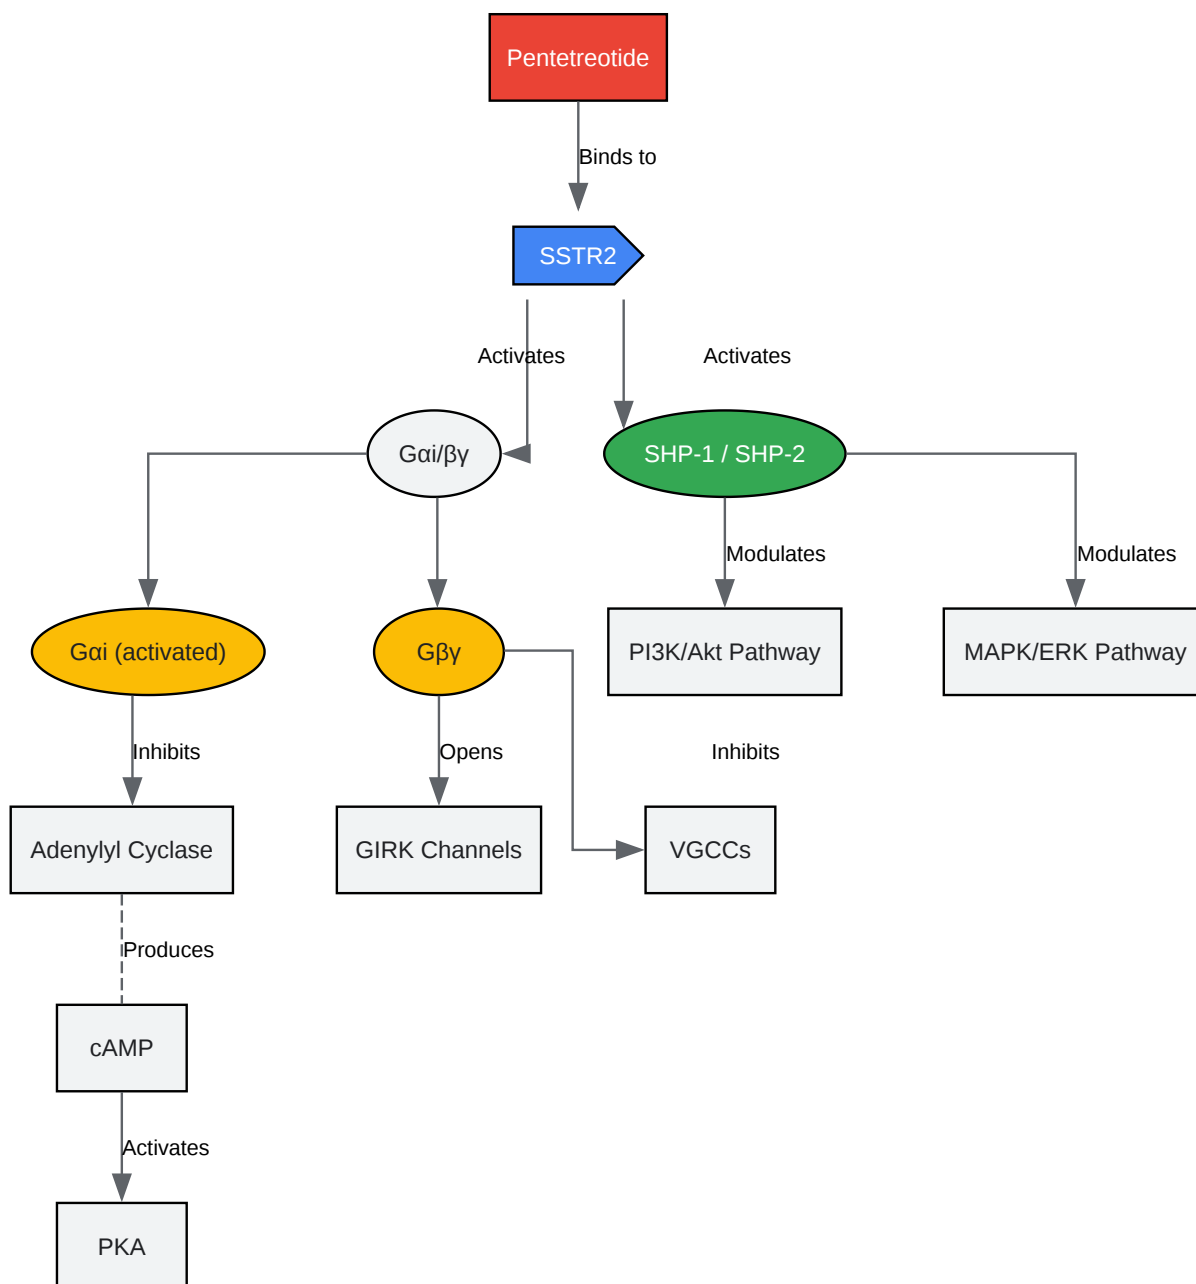 Pentetreotide
Binds to
SSTR2
Activates
Activates
Gαi/βγ
SHP-1 / SHP-2
Modulates
Modulates
Gαi (activated)
Gβγ
PI3K/Akt Pathway
MAPK/ERK Pathway
Inhibits
Opens
Inhibits
Adenylyl Cyclase
GIRK Channels
VGCCs
Produces
cAMP
Activates
PKA